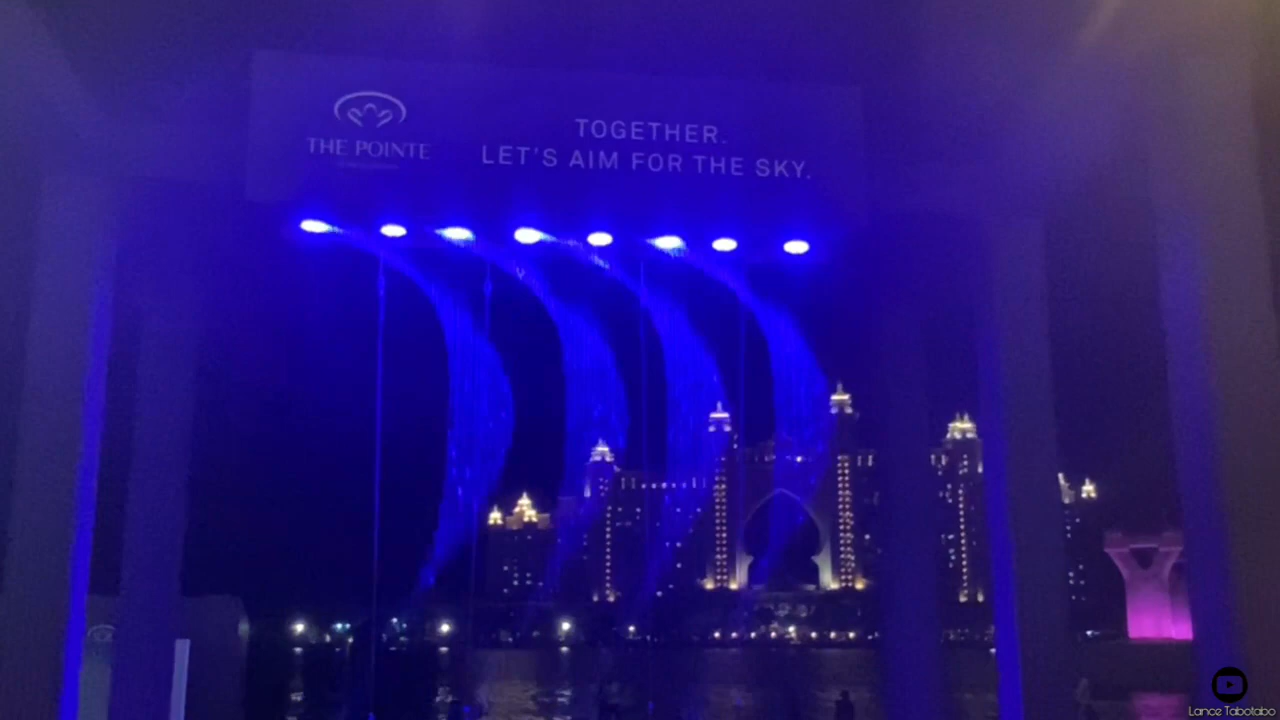 THE POINTE
TOGETHER.
LET'S AIM FOR THE SKY.
Lance Tabotabo